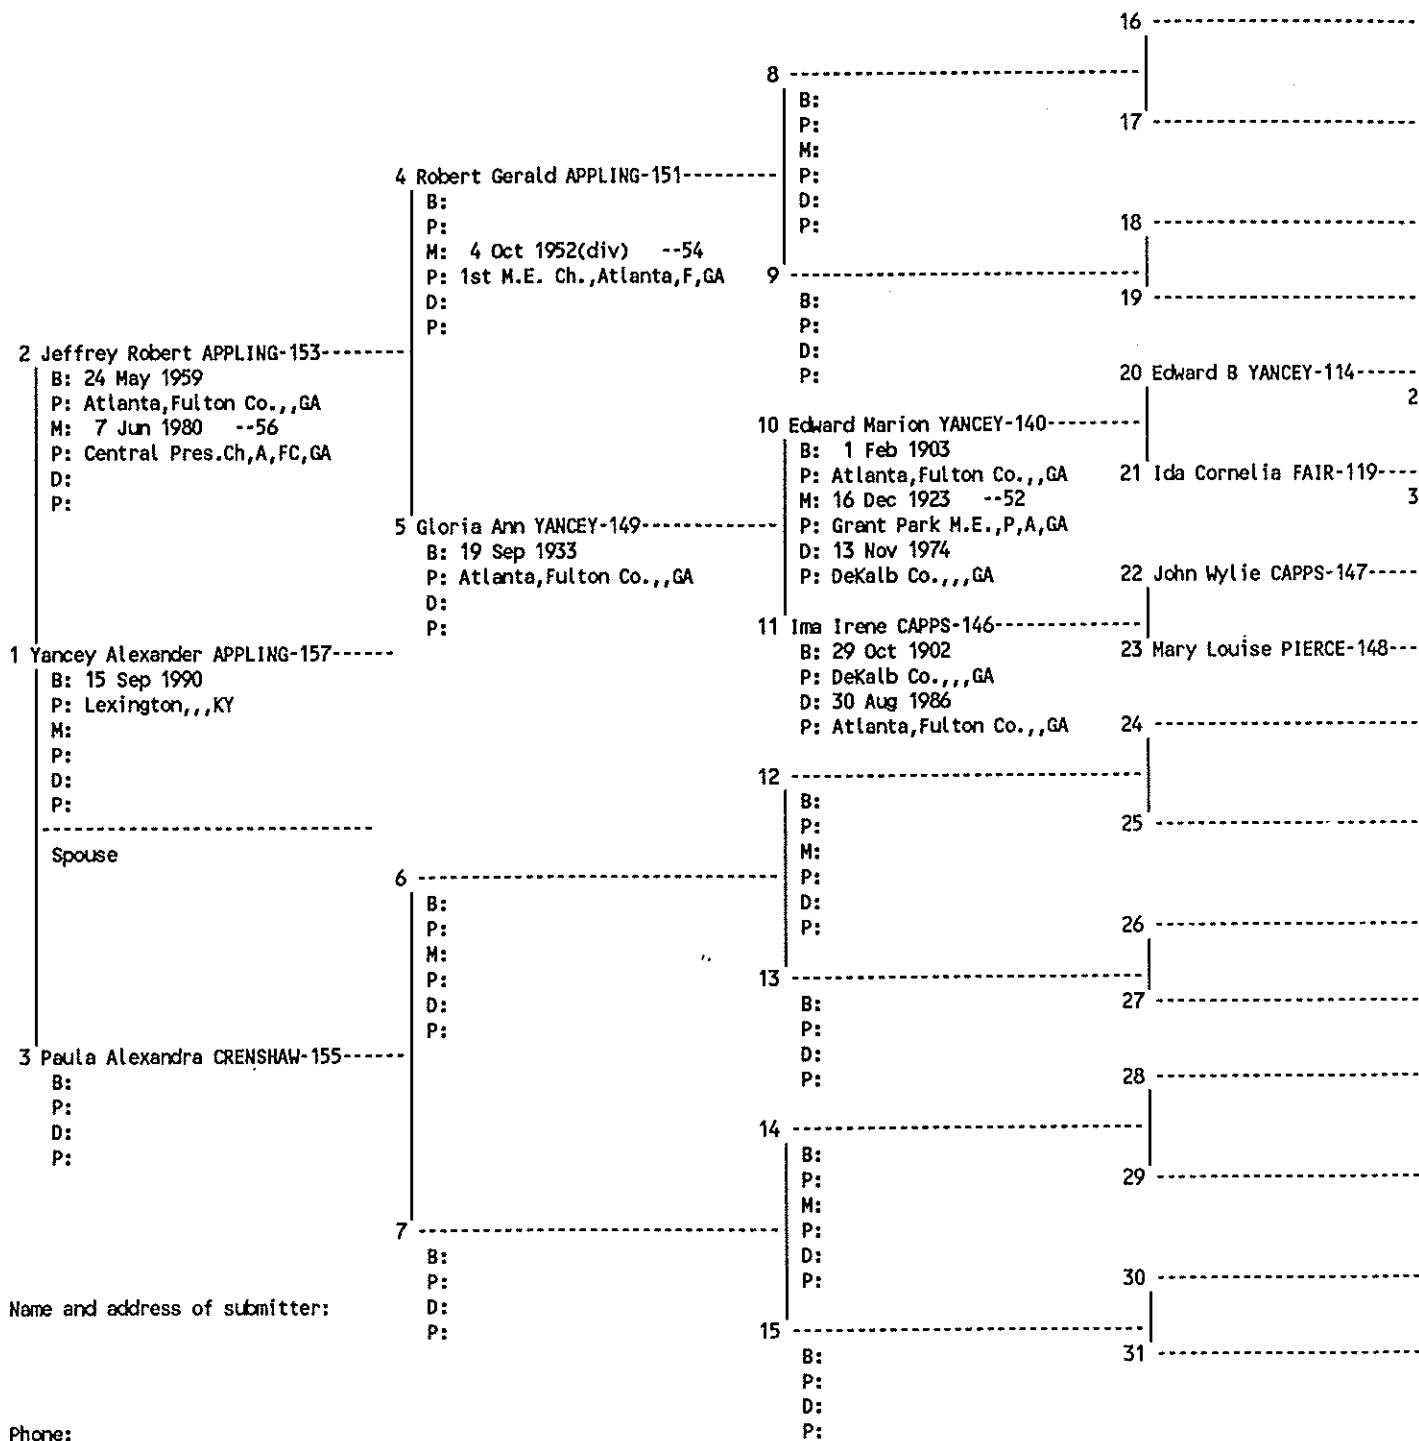 16 ---------------------------
8 -----------------------------------
B:
P:
17 ---------------------------
M:
4 Robert Gerald APPLING-151---------
P:
B:
D:
P:
P:
18 ---------------------------
M:  4 Oct 1952(div)   --54
P: 1st M.E. Ch.,Atlanta,F,GA
9 -----------------------------------
D:
B:
19 ---------------------------
P:
P:
2 Jeffrey Robert APPLING-153--------
D:
B: 24 May 1959
P:
20 Edward B YANCEY-114------
P: Atlanta,Fulton Co.,,GA
2
M:  7 Jun 1980   --56
10 Edward Marion YANCEY-140---------
P: Central Pres.Ch,A,FC,GA
B:  1 Feb 1903
D:
P: Atlanta,Fulton Co.,,GA
21 Ida Cornelia FAIR-119----
P:
M: 16 Dec 1923   --52
3
5 Gloria Ann YANCEY-149-------------
P: Grant Park M.E.,P,A,GA
B: 19 Sep 1933
D: 13 Nov 1974
P: Atlanta,Fulton Co.,,GA
P: DeKalb Co.,,,GA
22 John Wylie CAPPS-147-----
D:
P:
11 Ima Irene CAPPS-146--------------
1 Yancey Alexander APPLING-157------
B: 29 Oct 1902
23 Mary Louise PIERCE-148---
B: 15 Sep 1990
P: DeKalb Co.,,,GA
P: Lexington,,,KY
D: 30 Aug 1986
M:
P: Atlanta,Fulton Co.,,GA
24 ---------------------------
P:
D:
12 -----------------------------------
P:
B:
---------------------------------
P:
25 ---------------------------
Spouse
M:
6 -------------------------------------
P:
B:
D:
P:
P:
26 ---------------------------
M:
P:
13 -----------------------------------
D:
B:
27 ---------------------------
P:
P:
3 Paula Alexandra CRENSHAW-155------
D:
B:
P:
28 ---------------------------
P:
D:
14 -----------------------------------
P:
B:
P:
29 ---------------------------
M:
7 -------------------------------------
P:
B:
D:
P:
P:
30 ---------------------------
Name and address of submitter:
D:
P:
15 -----------------------------------
B:
31 ---------------------------
P:
D:
Phone:
P: